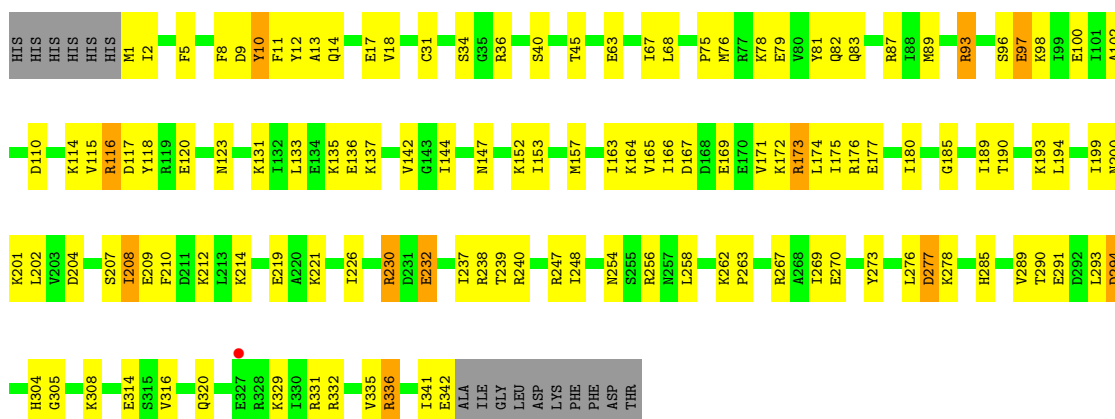 HIS HIS HIS HIS HIS M1 I2 F5 F8 D9 Y10 F11 Y12 A13 Q14 E17 V18 C31 S34 G35 R36 S40 T45 E63 I67 L68 P75 M76 R77 K78 E79 V80 Y81 Q82 Q83 R87 I88 M89 R93 S96 E97 K98 I99 E100 I101 A102
D110 K114 V115 R116 D117 Y118 R119 E120 N123 K131 I132 L133 E134 K135 E136 K137 V142 G143 I144 N147 K152 I153 M157 I163 K164 V165 I166 D167 D168 E169 E170 V171 K172 R173 L174 I175 R176 E177 I180 G185 I189 T190 K193 L194 I199 N200
K201 L202 V203 D204 S207 I208 E209 F210 D211 K212 L213 K214 E219 A220 K221 I226 R230 D231 E232 I237 R238 T239 R240 R247 I248 N254 S255 R256 N257 L258 K262 P263 R267 A268 I269 E270 Y273 L276 D277 K278 H285 V289 T290 E291 D292 L293
H304 G305 K308 E314 S315 V316 Q320 E327 R328 K329 I330 R331 R332 V335 R336 I341 E342 ALA ILE GLY LEU ASP LYS PHE PHE ASP THR